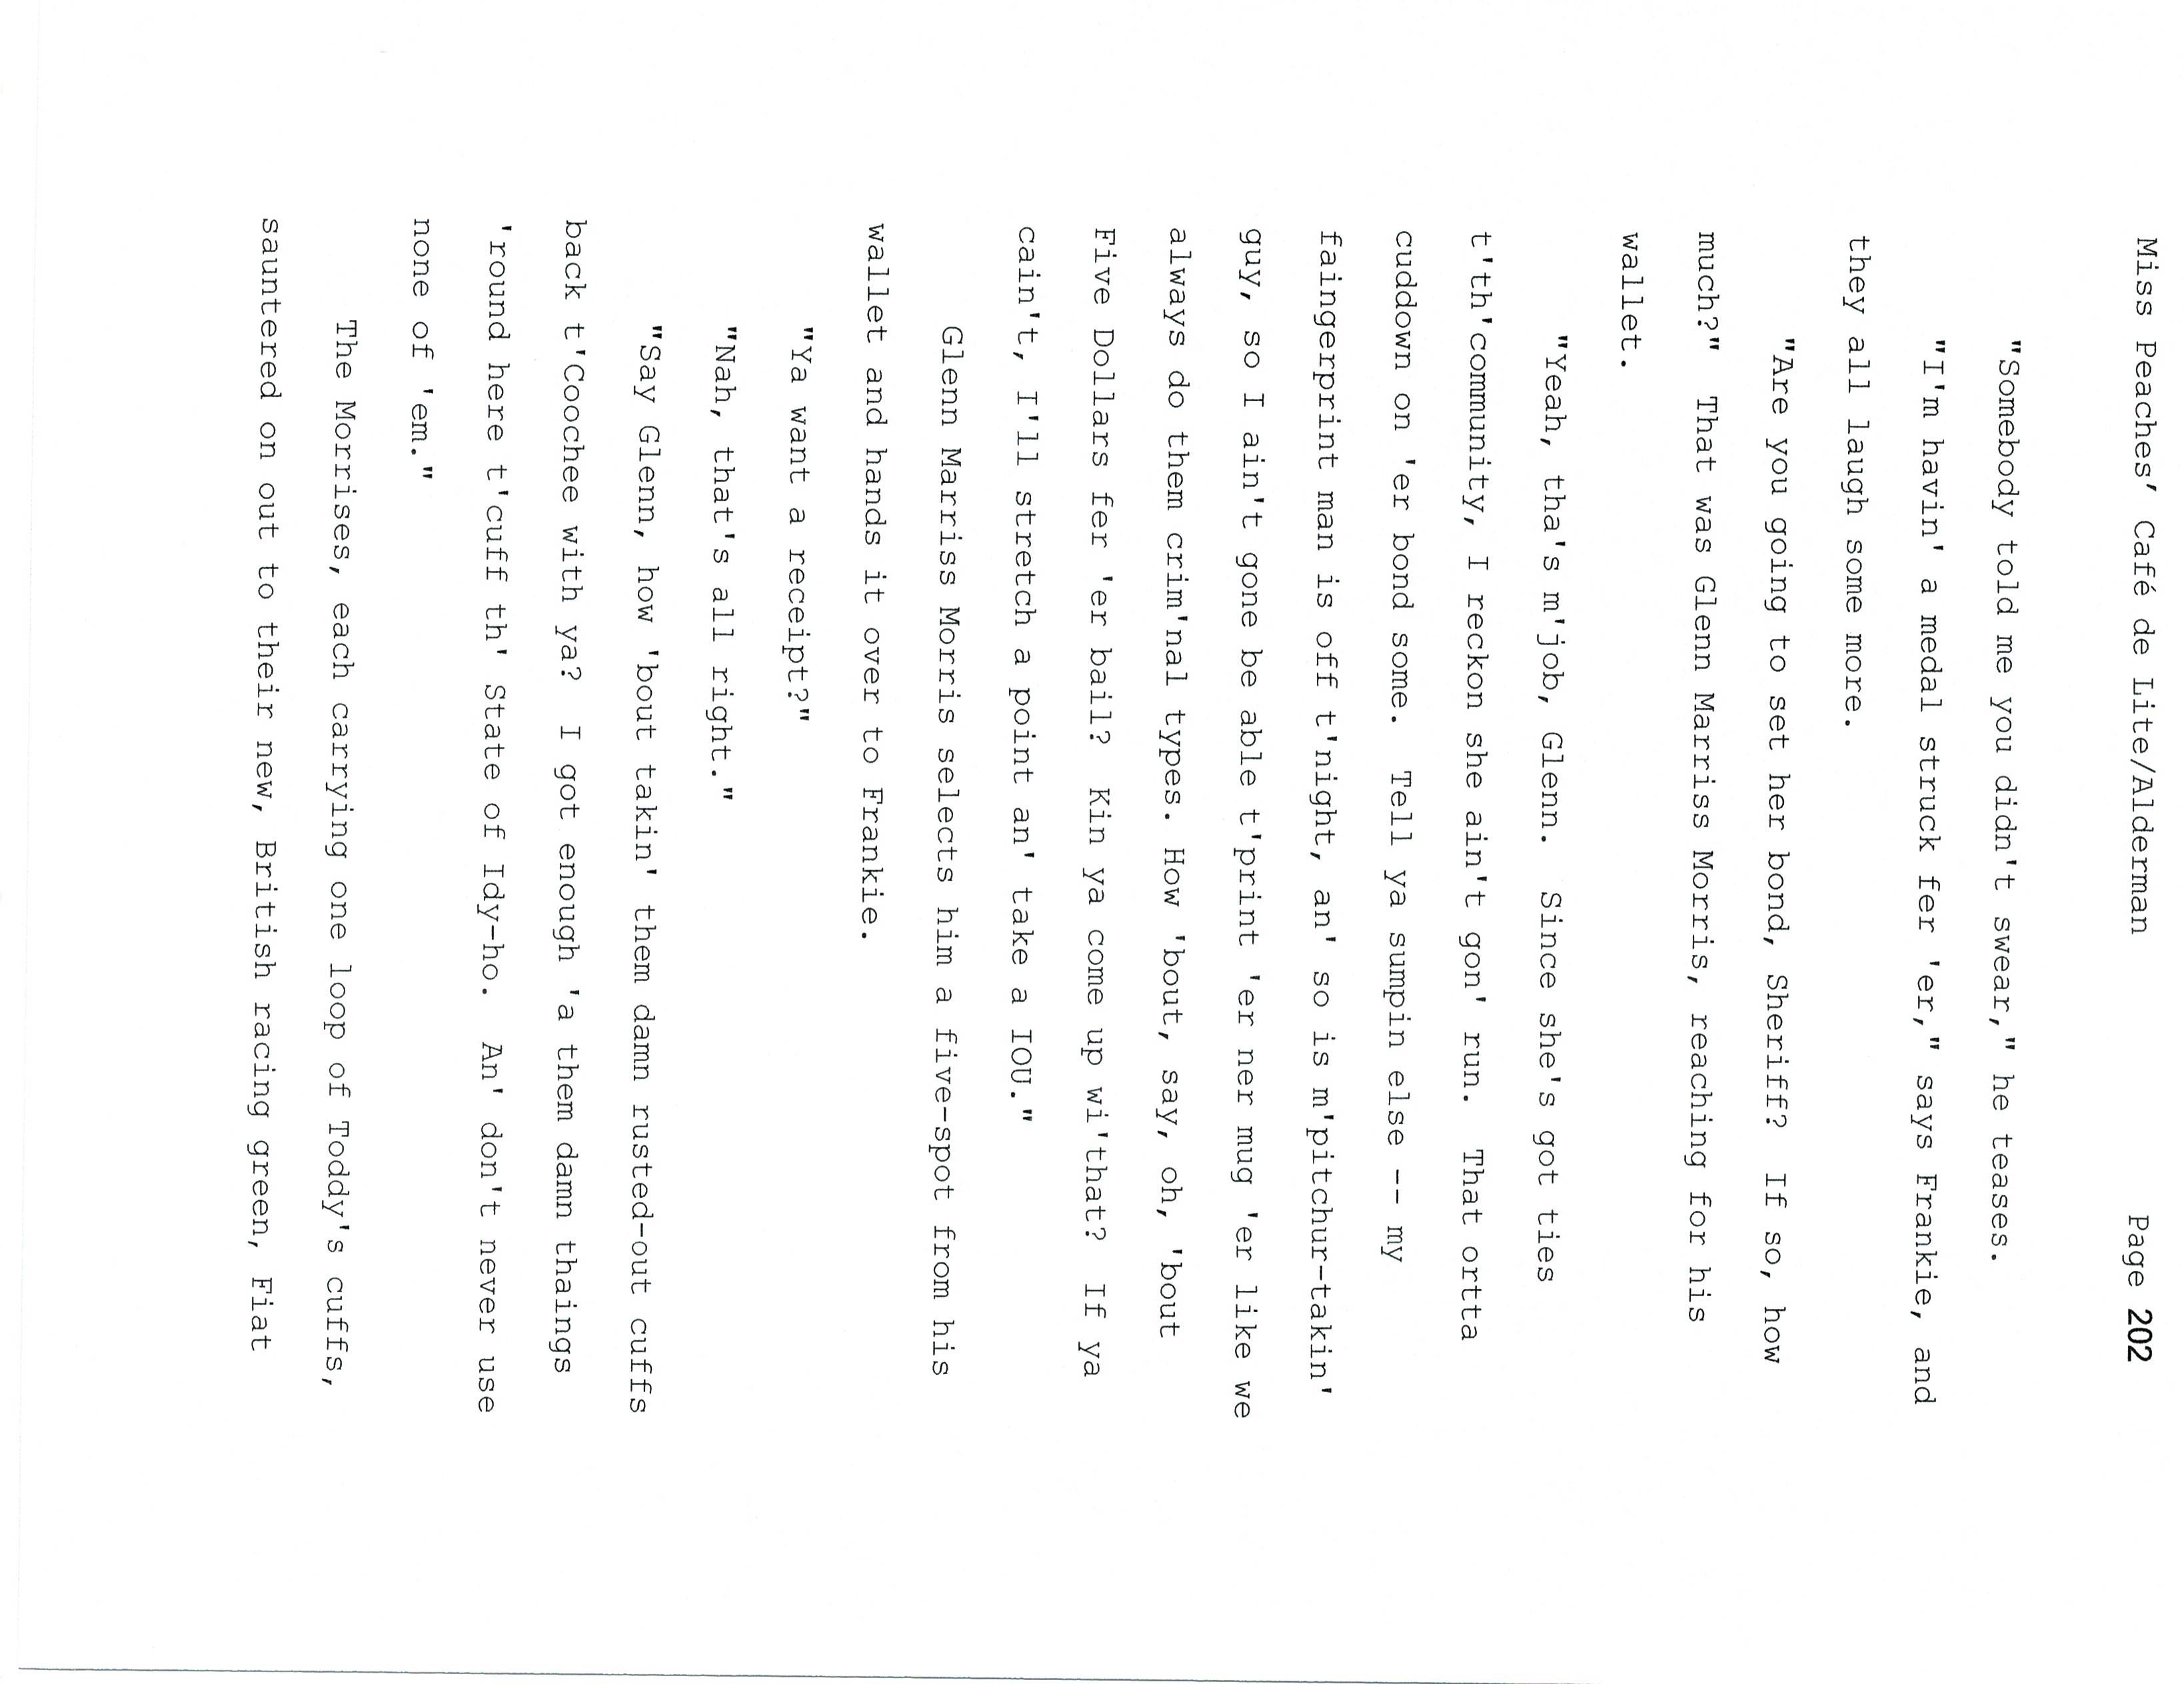 Miss Peaches’ Café de Lite/Alderman Page 202
"Somebody told me you didn't swear," he teases.
"I'm havin' a medal struck fer 'er," says Frankie, and
they all laugh some more.
"Are you going to set her bond, Sheriff?  If so, how
much?"  That was Glenn Marriss Morris, reaching for his
wallet.
"Yeah, tha's m'job, Glenn.  Since she's got ties
t'th'community, I reckon she ain't gon' run.  That ortta
cuddown on 'er bond some.  Tell ya sumpin else -- my
faingerprint man is off t'night, an' so is m'pitchur-takin'
guy, so I ain't gone be able t'print 'er ner mug 'er like we
always do them crim'nal types. How 'bout, say, oh, 'bout
Five Dollars fer 'er bail?  Kin ya come up wi'that?  If ya
cain't, I'll stretch a point an' take a IOU."
Glenn Marriss Morris selects him a five-spot from his
wallet and hands it over to Frankie.
"Ya want a receipt?"
"Nah, that's all right."
"Say Glenn, how 'bout takin' them damn rusted-out cuffs
back t'Coochee with ya?  I got enough 'a them damn thaings
'round here t'cuff th' State of Idy-ho.  An' don't never use
none of 'em."
The Morrises, each carrying one loop of Toddy's cuffs,
sauntered on out to their new, British racing green, Fiat